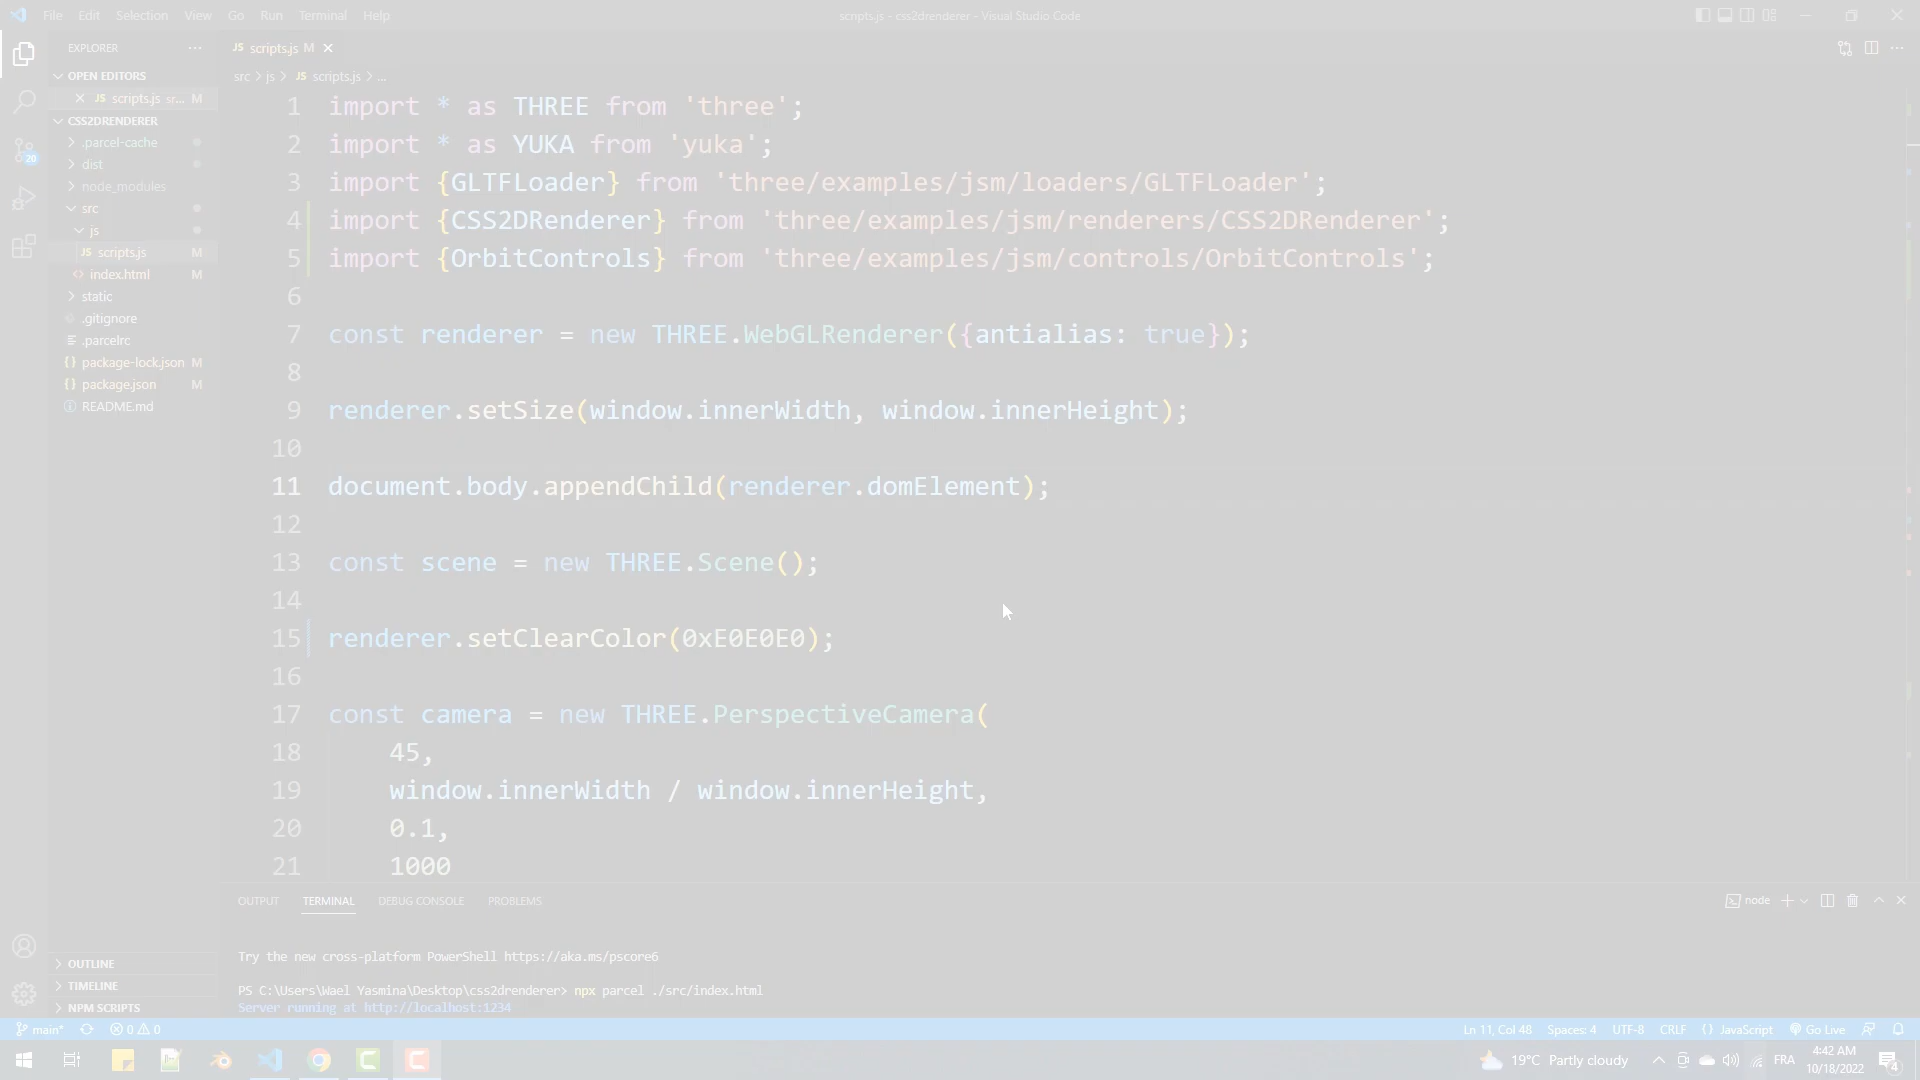 File Edit Selection View Go Run Terminal Help
scripts.js - css2drenderer - Visual Studio Code
EXPLORER
OPEN EDITORS
scripts.js sr... M
CSS2DRENDERER
.parcel-cache
dist
node_modules
src
js
JS scripts.js M
index.html M
static
.gitignore
.parcelrc
package-lock.json M
package.json M
README.md
OUTLINE
TIMELINE
NPM SCRIPTS
20
JS scripts.js M
src > js > JS scripts.js > ...
1 import * as THREE from 'three';
2 import * as YUKA from 'yuka';
3 import {GLTFLoader} from 'three/examples/jsm/loaders/GLTFLoader';
4 import {CSS2DRenderer} from 'three/examples/jsm/renderers/CSS2DRenderer';
5 import {OrbitControls} from 'three/examples/jsm/controls/OrbitControls';
6
7 const renderer = new THREE.WebGLRenderer({antialias: true});
8
9 renderer.setSize(window.innerWidth, window.innerHeight);
10
11 document.body.appendChild(renderer.domElement);
12
13 const scene = new THREE.Scene();
14
15 renderer.setClearColor(0xE0E0E0);
16
17 const camera = new THREE.PerspectiveCamera(
18 45,
19 window.innerWidth / window.innerHeight,
20 0.1,
21 1000
OUTPUT TERMINAL DEBUG CONSOLE PROBLEMS
node
Try the new cross-platform PowerShell https://aka.ms/pscore6
PS C:\Users\Wael Yasmina\Desktop\css2drenderer> npx parcel ./src/index.html
Server running at http://localhost:1234
main* 0 0
Ln 11, Col 48 Spaces: 4 UTF-8 CRLF {} JavaScript Go Live
19°C Partly cloudy FRA 4:42 AM
10/18/2022 4